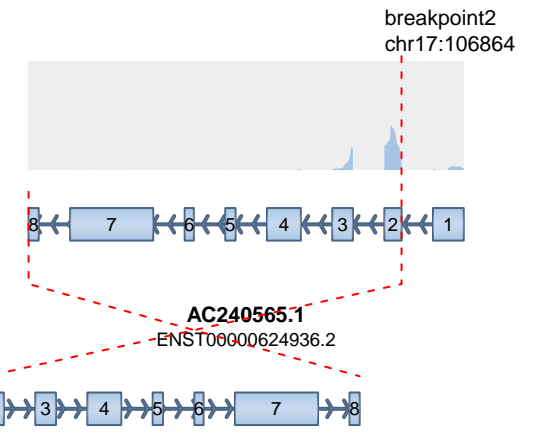 breakpoint2
chr17:106864
8 7 6 5 4 3 2 1
AC240565.1
ENST00000624936.2
3 4 5 6 7 8